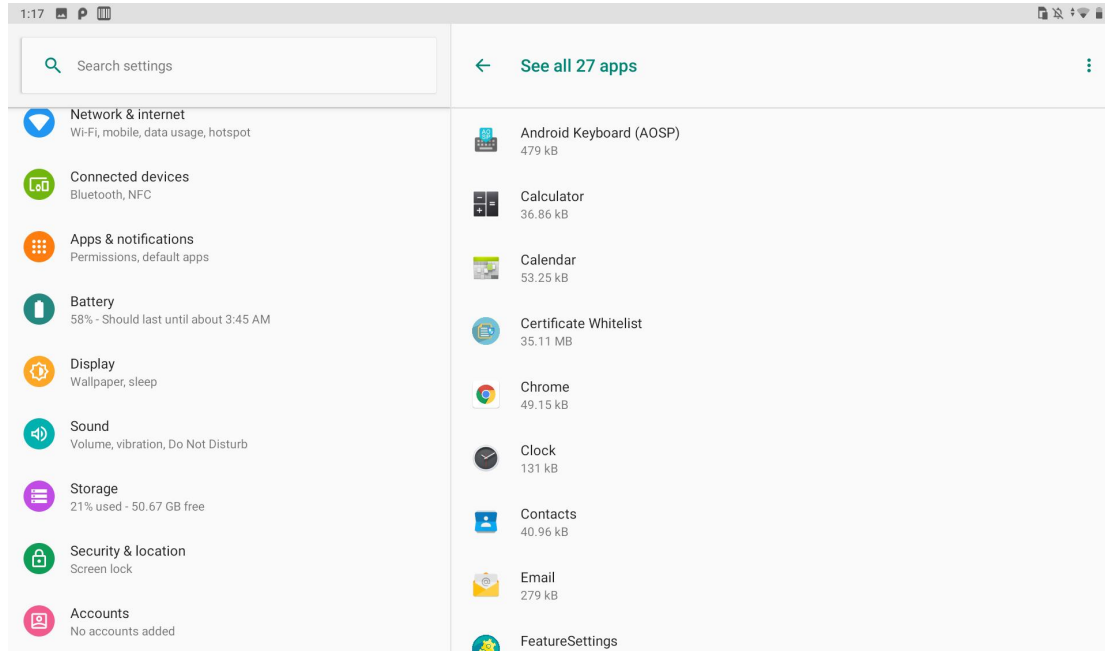 1:17
Search settings
Network & internet
Wi-Fi, mobile, data usage, hotspot
Connected devices
Bluetooth, NFC
Apps & notifications
Permissions, default apps
Battery
58% - Should last until about 3:45 AM
Display
Wallpaper, sleep
Sound
Volume, vibration, Do Not Disturb
Storage
21% used - 50.67 GB free
Security & location
Screen lock
Accounts
No accounts added
See all 27 apps
Android Keyboard (AOSP)
479 kB
Calculator
36.86 kB
Calendar
53.25 kB
Certificate Whitelist
35.11 MB
Chrome
49.15 kB
Clock
131 kB
Contacts
40.96 kB
Email
279 kB
FeatureSettings